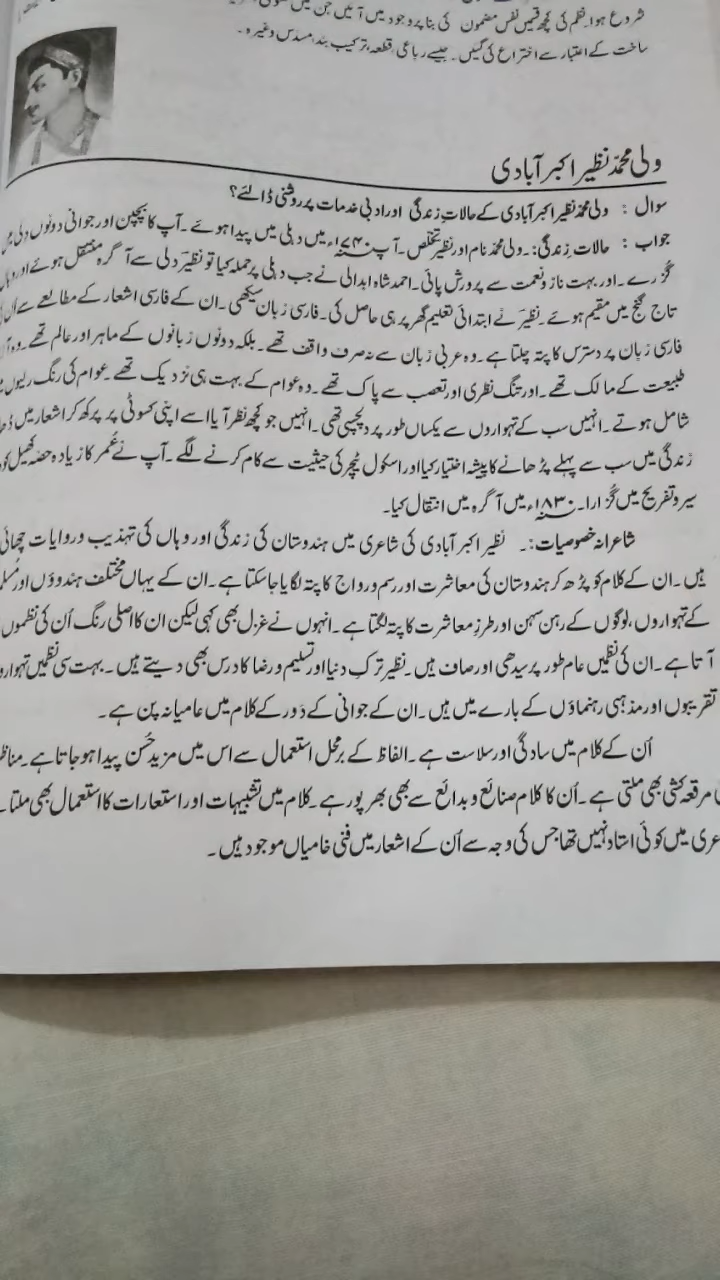 شروع ہوا۔ نظم کی کچھ قسمیں نفس مضمون کی بنا پر وجود میں آئیں جن میں
ساخت کے اعتبار سے اختراع کی گئیں۔ جیسے رباعی، قطعہ، ترکیب بند، مسدس وغیرہ۔
ولی محمد نظیر اکبر آبادی
سوال : ولی محمد نظیر اکبر آبادی کے حالاتِ زندگی اور ادبی خدمات پر روشنی ڈالئے؟
جواب : حالات زندگی:۔ ولی محمد نام اور نظیر تخلص۔ آپ ۱۷۴۰ء میں دہلی میں پیدا ہوئے۔ آپ کا بچپن اور جوانی دونوں دلی میں
گزرے۔ اور بہت ناز و نعمت سے پرورش پائی۔ احمد شاہ ابدالی نے جب دہلی پر حملہ کیا تو نظیر دلی سے آگرہ منتقل ہوئے اور وہاں
تاج گنج میں مقیم ہوئے۔ نظیر نے ابتدائی تعلیم گھر پر ہی حاصل کی۔ فارسی زبان سیکھی۔ ان کے فارسی اشعار کے مطالعے سے اُن کی
فارسی زبان پر دسترس کا پتہ چلتا ہے۔ وہ عربی زبان سے نہ صرف واقف تھے۔ بلکہ دونوں زبانوں کے ماہر اور عالم تھے۔ وہ
طبیعت کے مالک تھے۔ اور تنگ نظری اور تعصب سے پاک تھے۔ وہ عوام کے بہت ہی نزدیک تھے۔ عوام کی رنگ رلیوں
شامل ہوتے۔ انہیں سب کے تہواروں سے یکساں طور پر دلچسپی تھی۔ انہیں جو کچھ نظر آیا اسے اپنی کسوٹی پر پرکھ کر اشعار میں
زندگی میں سب سے پہلے پڑھانے کا پیشہ اختیار کیا اور اسکول ٹیچر کی حیثیت سے کام کرنے لگے۔ آپ نے عمر کا زیادہ حصہ کھیل کود
سیر و تفریح میں گزارا۔ ۱۸۳۰ء میں آگرہ میں انتقال کیا۔
شاعرانہ خصوصیات:۔ نظیر اکبر آبادی کی شاعری میں ہندوستان کی زندگی اور وہاں کی تہذیب و روایات چھائی
ہیں۔ ان کے کلام کو پڑھ کر ہندوستان کی معاشرت اور رسم و رواج کا پتہ لگایا جاسکتا ہے۔ ان کے یہاں مختلف ہندوؤں اور
کے تہواروں، لوگوں کے رہن سہن اور طرزِ معاشرت کا پتہ لگتا ہے۔ انہوں نے غزل بھی کہی لیکن ان کا اصلی رنگ اُن کی نظموں
آتا ہے۔ ان کی نظمیں عام طور پر سیدھی اور صاف ہیں۔ نظیر ترکِ دنیا اور تسلیم و رضا کا درس بھی دیتے ہیں۔ بہت سی نظمیں
تقریبوں اور مذہبی رہنماؤں کے بارے میں ہیں۔ ان کے جوانی کے دَور کے کلام میں عامیانہ پن ہے۔
اُن کے کلام میں سادگی اور سلاست ہے۔ الفاظ کے برمحل استعمال سے اس میں مزید حُسن پیدا ہو جاتا ہے۔
مرقعہ کشی بھی ملتی ہے۔ اُن کا کلام صنائع و بدائع سے بھی بھر پور ہے۔ کلام میں تشبیہات اور استعارات کا استعمال بھی ملتا
میں کوئی استاد نہیں تھا جس کی وجہ سے اُن کے اشعار میں فنی خامیاں موجود ہیں۔